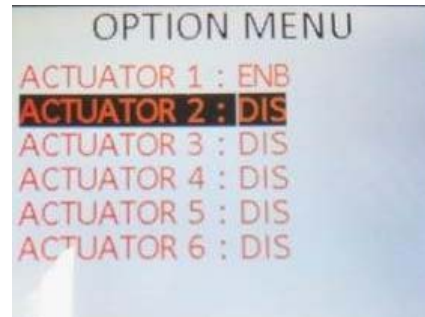 OPTION MENU
ACTUATOR 1 : ENB
ACTUATOR 2 : DIS
ACTUATOR 3 : DIS
ACTUATOR 4 : DIS
ACTUATOR 5 : DIS
ACTUATOR 6 : DIS